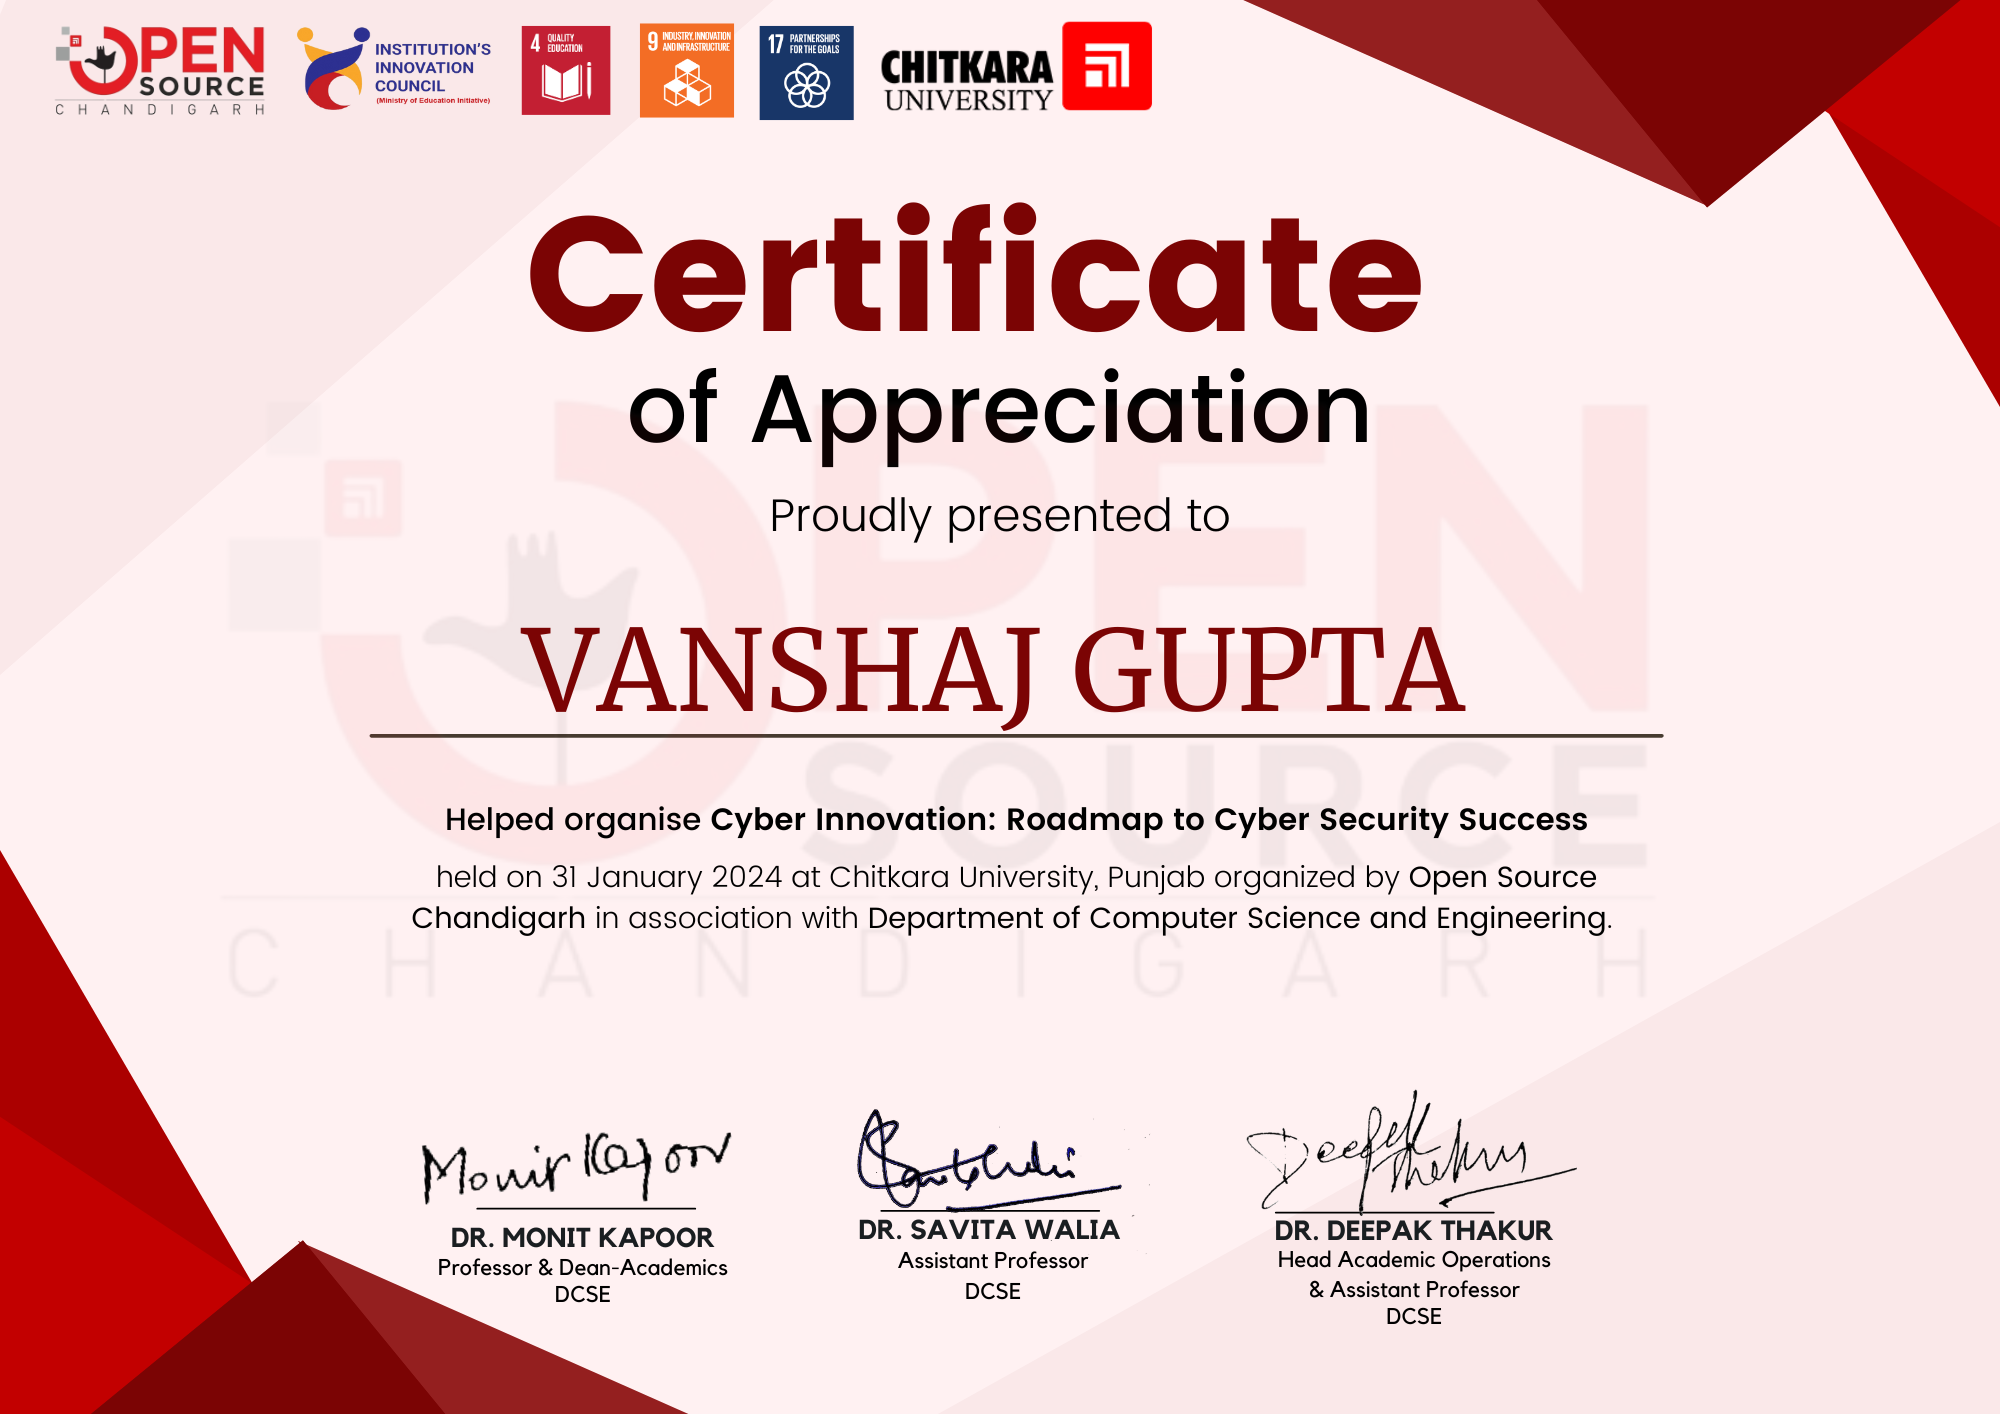 OPEN
SOURCE
CHANDIGARH
INSTITUTION'S
INNOVATION
COUNCIL
(Ministry of Education Initiative)
4 QUALITY
EDUCATION
9 INDUSTRY, INNOVATION
AND INFRASTRUCTURE
17 PARTNERSHIPS
FOR THE GOALS
CHITKARA
UNIVERSITY
Certificate
of Appreciation
Proudly presented to
VANSHAJ GUPTA
Helped organise Cyber Innovation: Roadmap to Cyber Security Success
held on 31 January 2024 at Chitkara University, Punjab organized by Open Source
Chandigarh in association with Department of Computer Science and Engineering.
OPEN
SOURCE
CHANDIGARH
Monit Kapoor
DR. MONIT KAPOOR
Professor & Dean-Academics
DCSE
DR. SAVITA WALIA
Assistant Professor
DCSE
Deepak Thakur
DR. DEEPAK THAKUR
Head Academic Operations
& Assistant Professor
DCSE